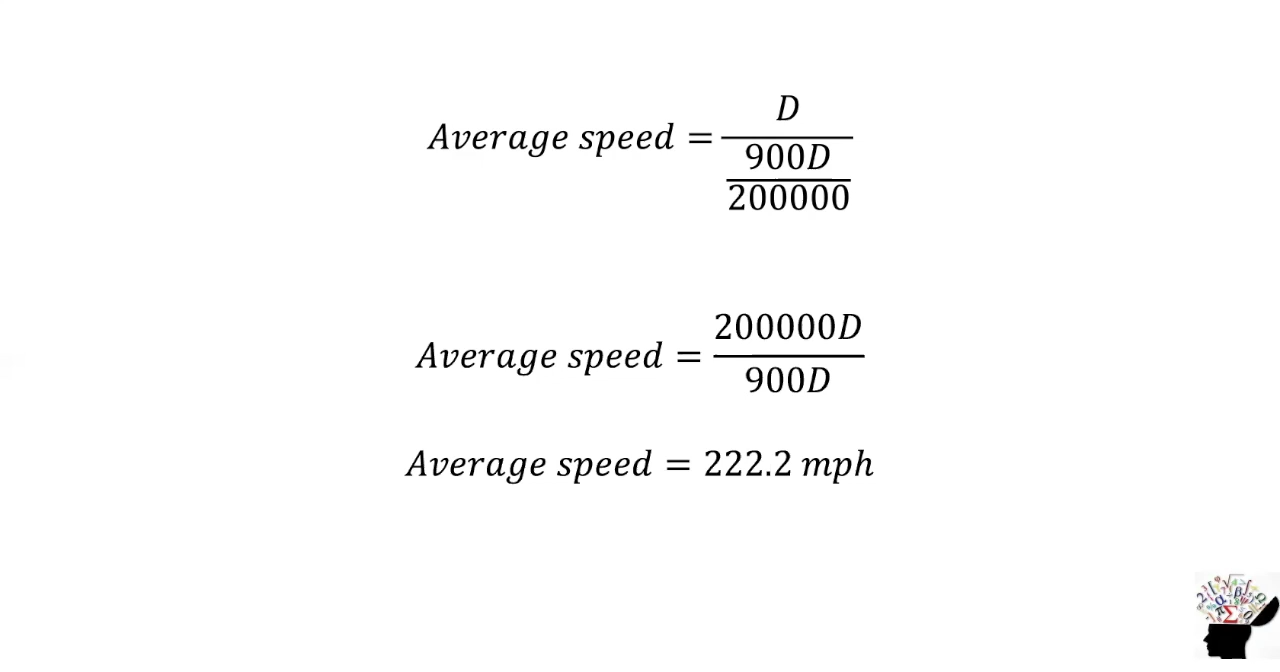 Average speed = D / (900D / 200000)
Average speed = 200000D / 900D
Average speed = 222.2 mph